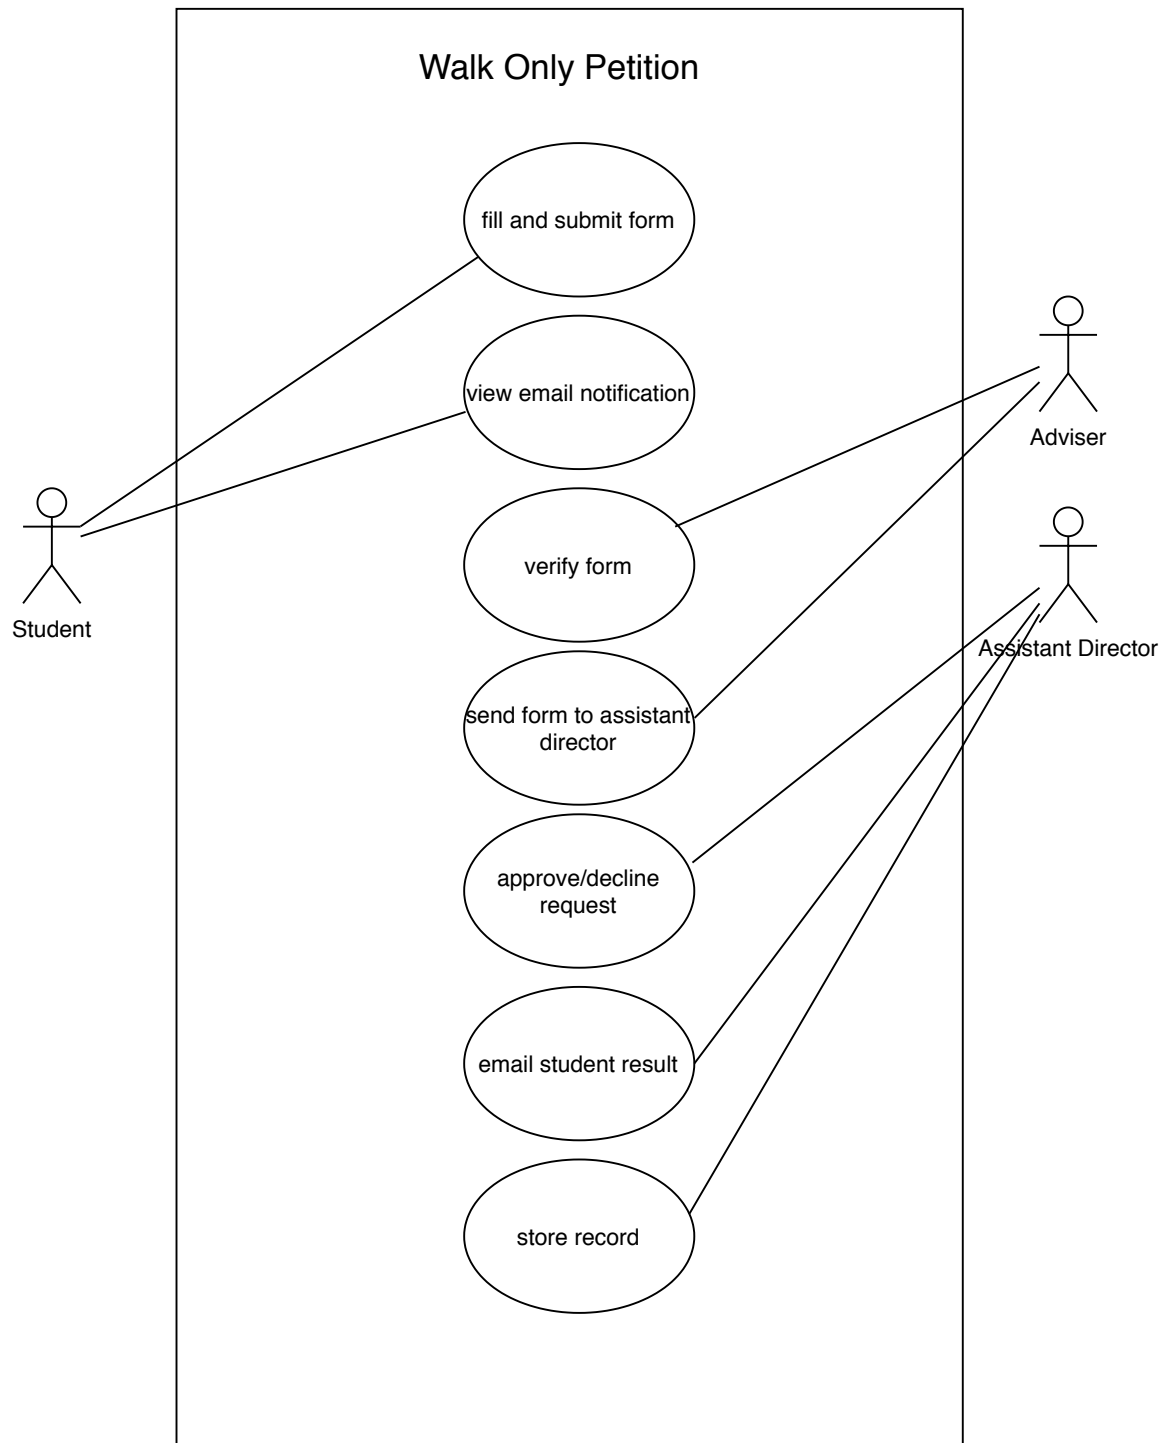 Walk Only Petition
fill and submit form
view email notification
Adviser
verify form
Student
Assistant Director
send form to assistant
director
approve/decline
request
email student result
store record